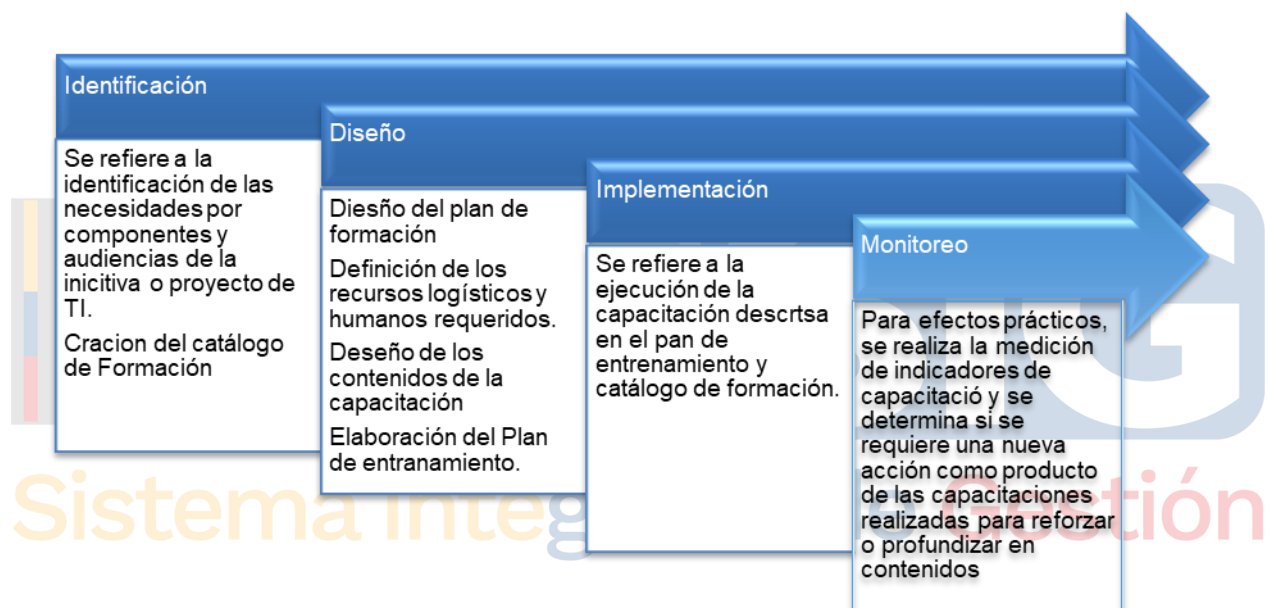 Identificación
Se refiere a la
identificación de las
necesidades por
componentes y
audiencias de la
inicitiva o proyecto de
TI.
Cracion del catálogo
de Formación
Diseño
Diesño del plan de
formación
Definición de los
recursos logísticos y
humanos requeridos.
Deseño de los
contenidos de la
capacitación
Elaboración del Plan
de entranamiento.
Implementación
Se refiere a la
ejecución de la
capacitación descrtsa
en el pan de
entrenamiento y
catálogo de formación.
Monitoreo
Para efectos prácticos,
se realiza la medición
de indicadores de
capacitació y se
determina si se
requiere una nueva
acción como producto
de las capacitaciones
realizadas para reforzar
o profundizar en
contenidos
Sistema